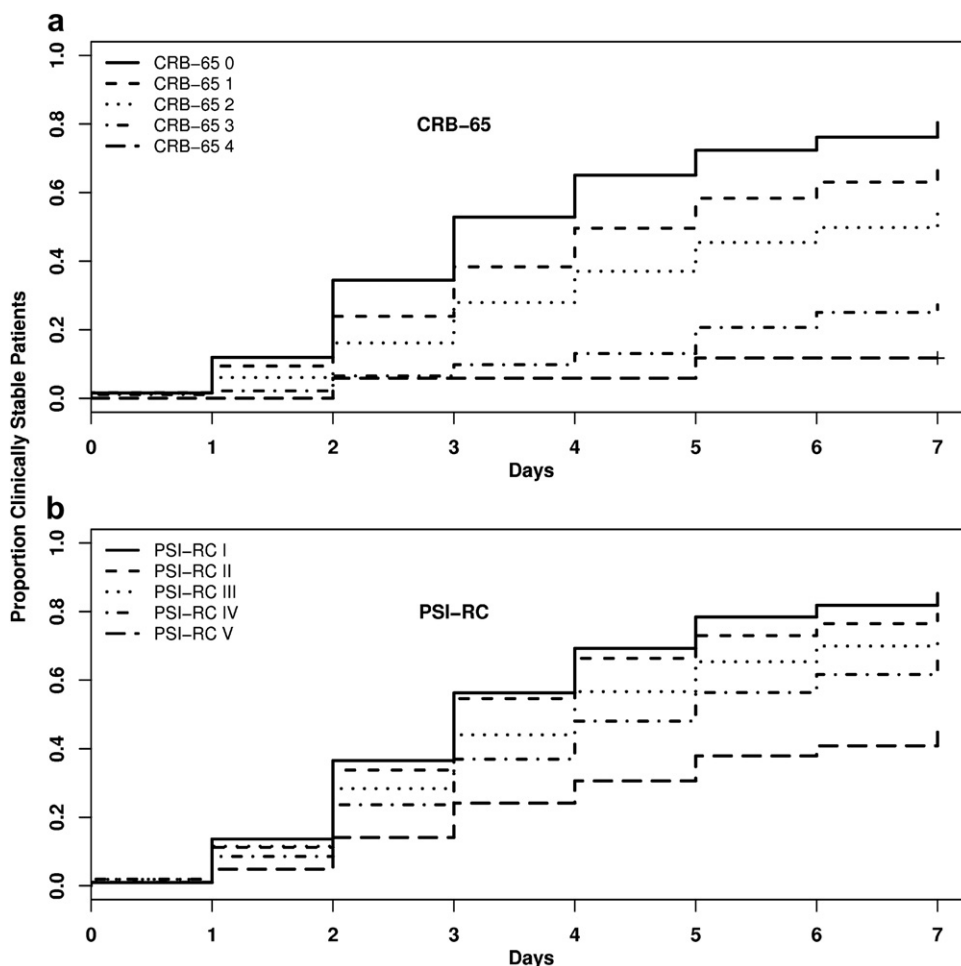 a
1.0
0.8
0.6
0.4
0.2
0.0
CRB−65 0
CRB−65 1
CRB−65 2
CRB−65 3
CRB−65 4
CRB−65
0 1 2 3 4 5 6 7
Days
Proportion Clinically Stable Patients
b
1.0
0.8
0.6
0.4
0.2
0.0
PSI−RC I
PSI−RC II
PSI−RC III
PSI−RC IV
PSI−RC V
PSI−RC
0 1 2 3 4 5 6 7
Days